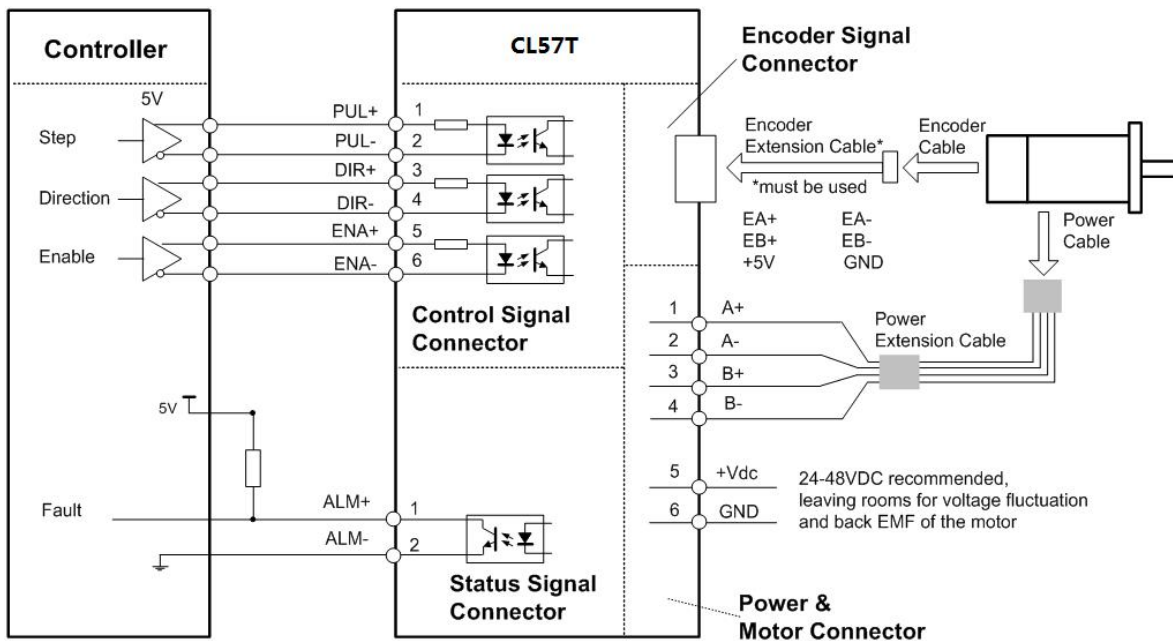 Controller
CL57T
Encoder Signal
Connector
5V
Step
PUL+
1
PUL-
2
Direction
DIR+
3
DIR-
4
Enable
ENA+
5
ENA-
6
Control Signal
Connector
Encoder
Extension Cable*
*must be used
Encoder
Cable
EA+ EA-
EB+ EB-
+5V GND
Power
Cable
1 A+
2 A-
3 B+
4 B-
Power
Extension Cable
5V
Fault
ALM+
1
ALM-
2
Status Signal
Connector
5 +Vdc
6 GND
24-48VDC recommended,
leaving rooms for voltage fluctuation
and back EMF of the motor
Power &
Motor Connector